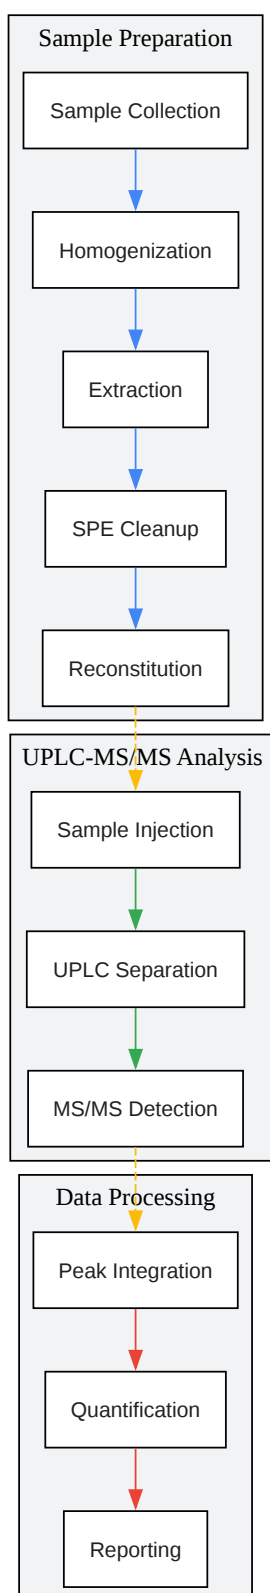 Sample Preparation
Sample Collection
Homogenization
Extraction
SPE Cleanup
Reconstitution
UPLC-MS/MS Analysis
Sample Injection
UPLC Separation
MS/MS Detection
Data Processing
Peak Integration
Quantification
Reporting